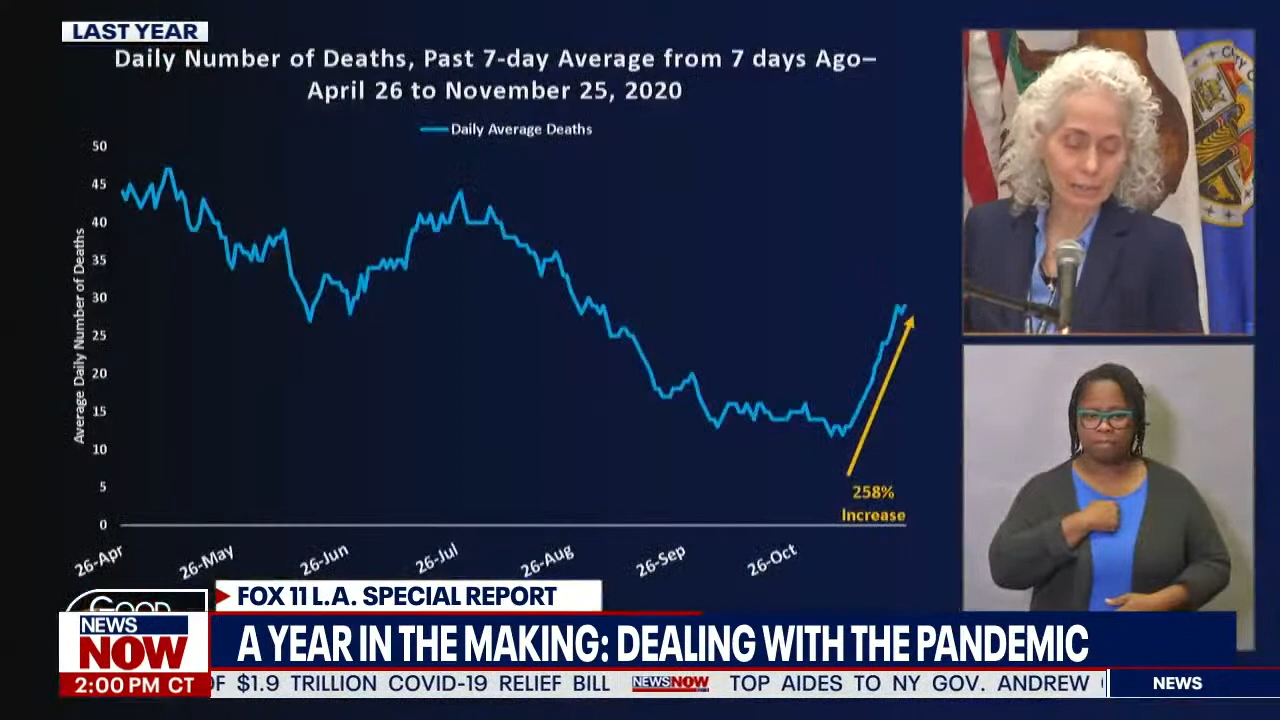 LAST YEAR
Daily Number of Deaths, Past 7-day Average from 7 days Ago–
April 26 to November 25, 2020
Daily Average Deaths
Average Daily Number of Deaths
50
45
40
35
30
25
20
15
10
5
0
258%
Increase
26-Apr
26-May
26-Jun
26-Jul
26-Aug
26-Sep
26-Oct
GOOD
FOX 11 L.A. SPECIAL REPORT
NEWS
NOW
A YEAR IN THE MAKING: DEALING WITH THE PANDEMIC
2:00 PM CT
OF $1.9 TRILLION COVID-19 RELIEF BILL NEWSNOW TOP AIDES TO NY GOV. ANDREW
NEWS